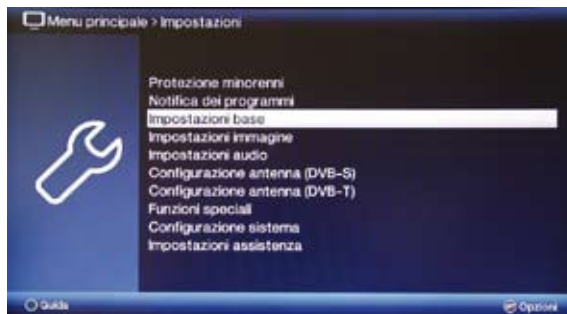 Menu principale > Impostazioni
Protezione minorenni
Notifica dei programmi
Impostazioni base
Impostazioni immagine
Impostazioni audio
Configurazione antenna (DVB-S)
Configurazione antenna (DVB-T)
Funzioni speciali
Configurazione sistema
Impostazioni assistenza
Guida
Opzioni